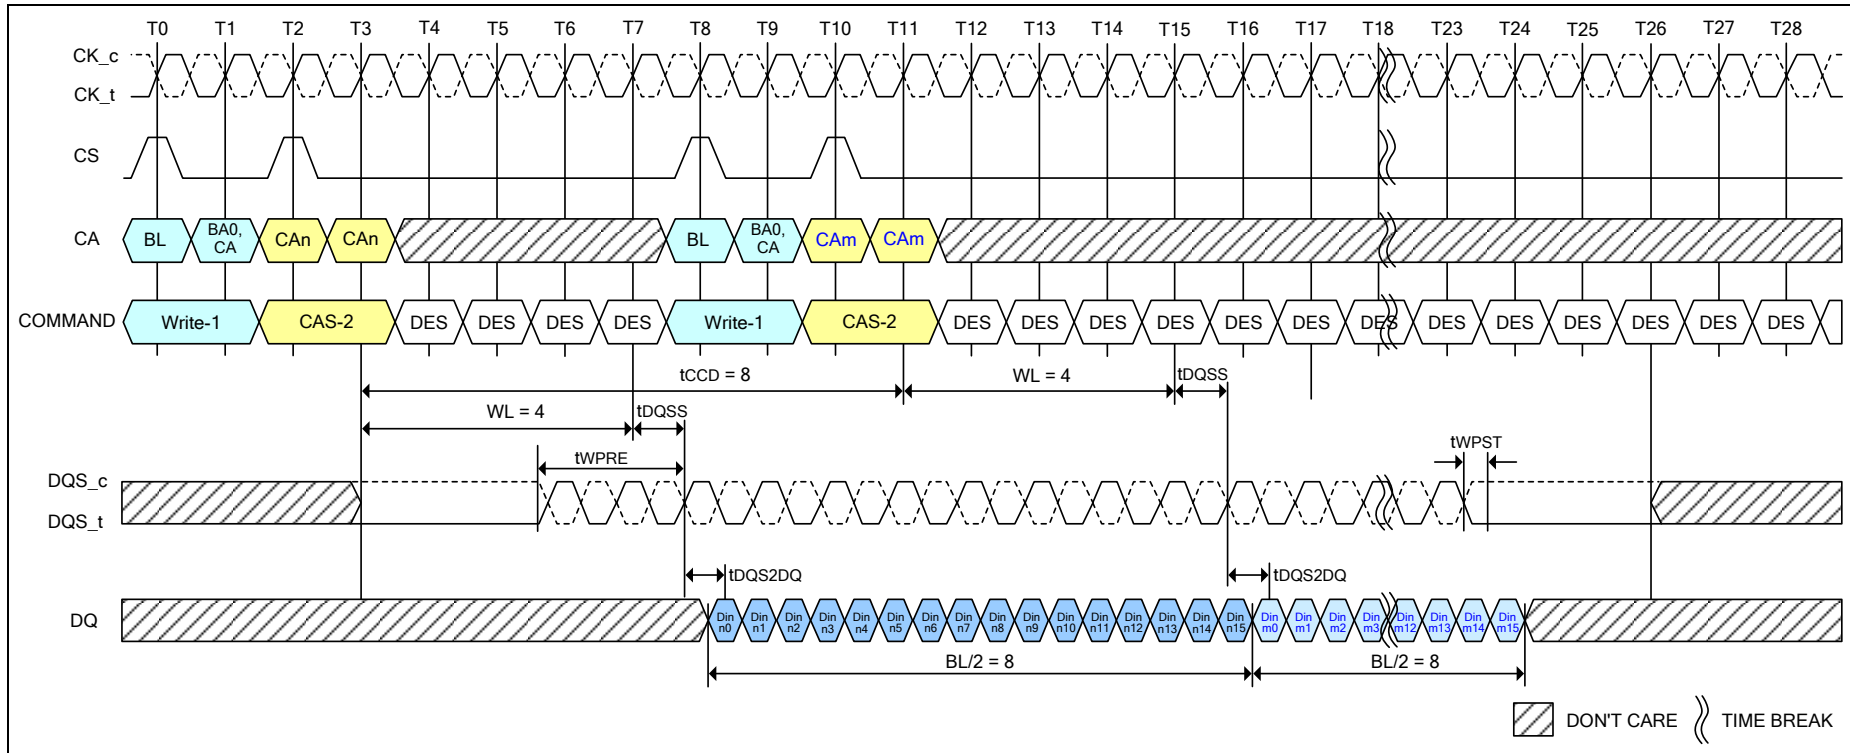 T0 T1 T2 T3 T4 T5 T6 T7 T8 T9 T10 T11 T12 T13 T14 T15 T16 T17 T18 T23 T24 T25 T26 T27 T28
CK_c
CK_t
CS
CA BL BA0, CA CAn CAn BL BA0, CA CAm CAm
COMMAND Write-1 CAS-2 DES DES DES DES Write-1 CAS-2 DES DES DES DES DES DES DES DES DES DES DES DES DES
tCCD = 8 WL = 4 tDQSS
WL = 4 tDQSS
tWPRE tWPST
DQS_c
DQS_t
tDQS2DQ tDQS2DQ
DQ Din n0 Din n1 Din n2 Din n3 Din n4 Din n5 Din n6 Din n7 Din n8 Din n9 Din n10 Din n11 Din n12 Din n13 Din n14 Din n15 Din m0 Din m1 Din m2 Din m3 Din m12 Din m13 Din m14 Din m15
BL/2 = 8 BL/2 = 8
DON'T CARE TIME BREAK